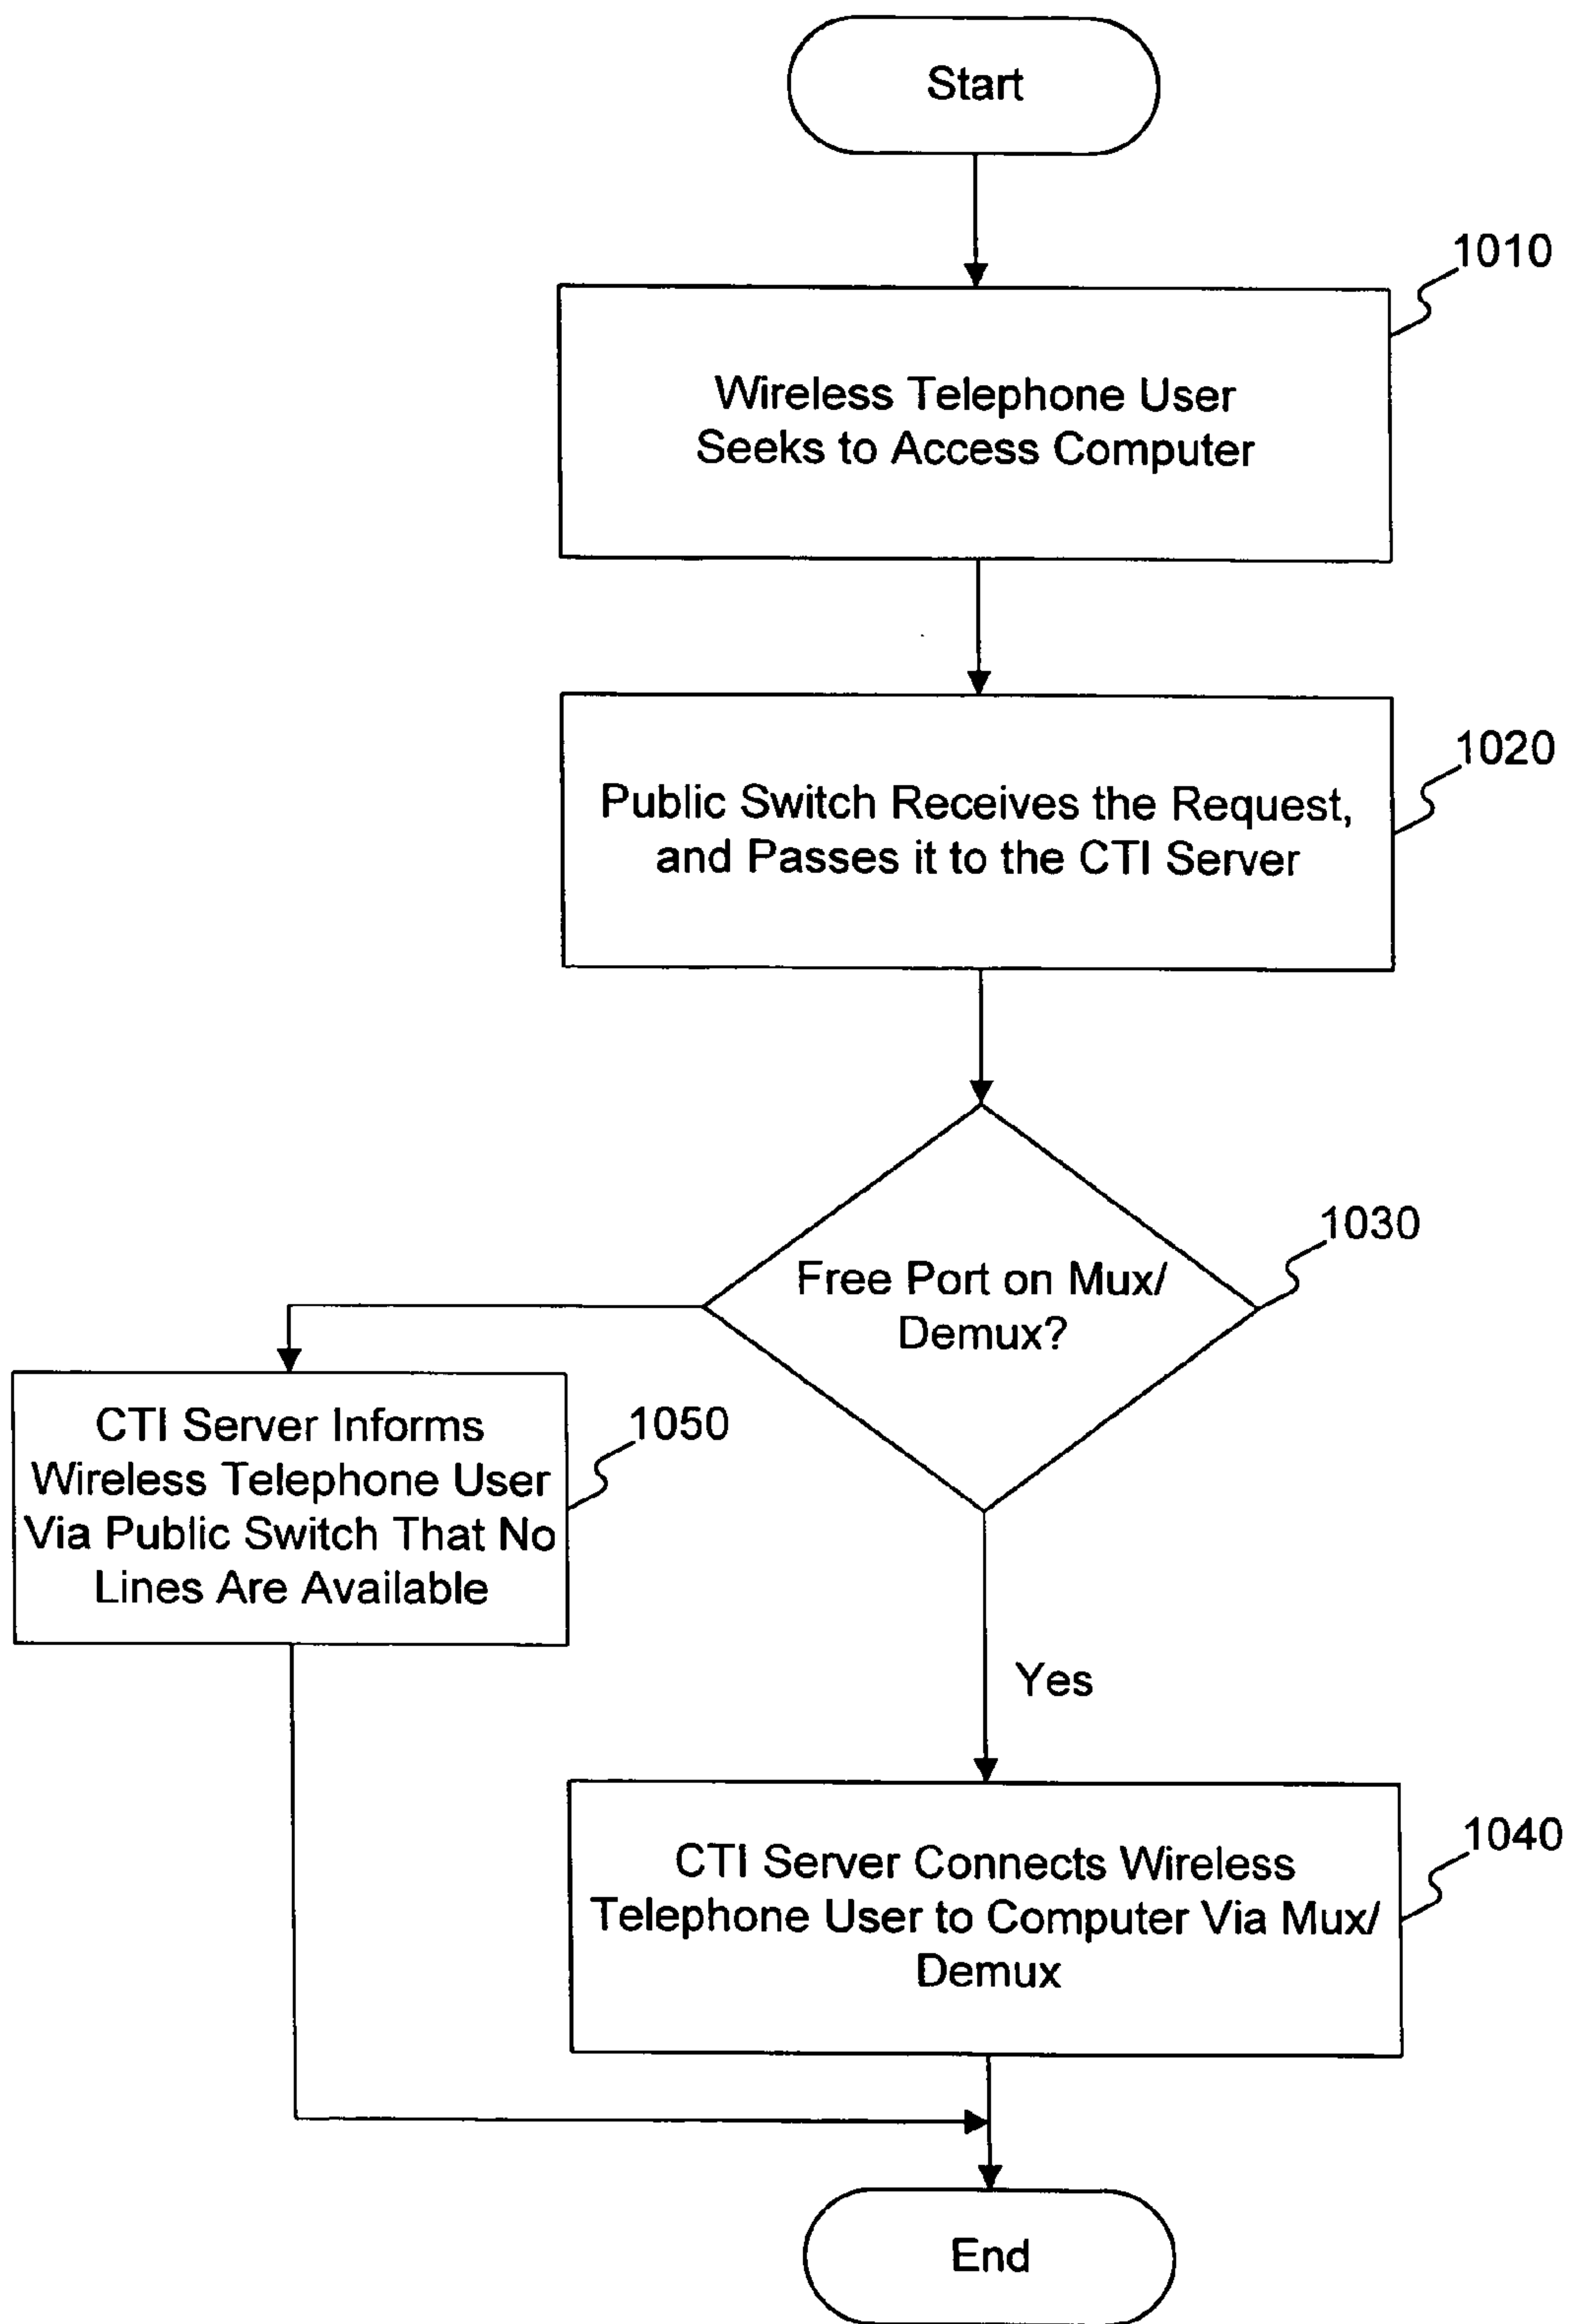 Start
1010
Wireless Telephone User
Seeks to Access Computer
1020
Public Switch Receives the Request,
and Passes it to the CTI Server
1030
Free Port on Mux/
Demux?
CTI Server Informs
Wireless Telephone User
Via Public Switch That No
Lines Are Available
1050
Yes
1040
CTI Server Connects Wireless
Telephone User to Computer Via Mux/
Demux
End